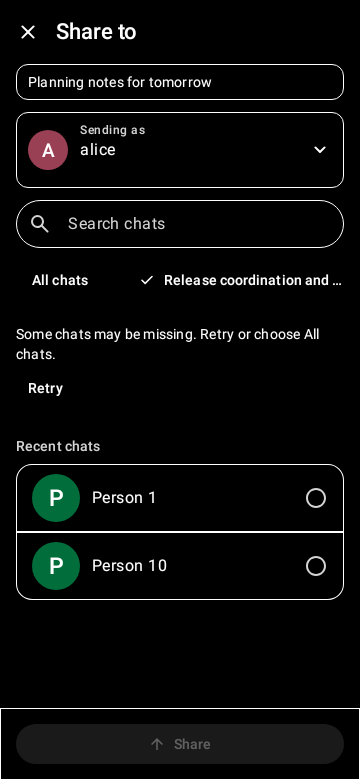 Share to
Planning notes for tomorrow
Sending as
A
alice
Search chats
All chats
Release coordination and ...
Some chats may be missing. Retry or choose All
chats.
Retry
Recent chats
P
Person 1
P
Person 10
Share